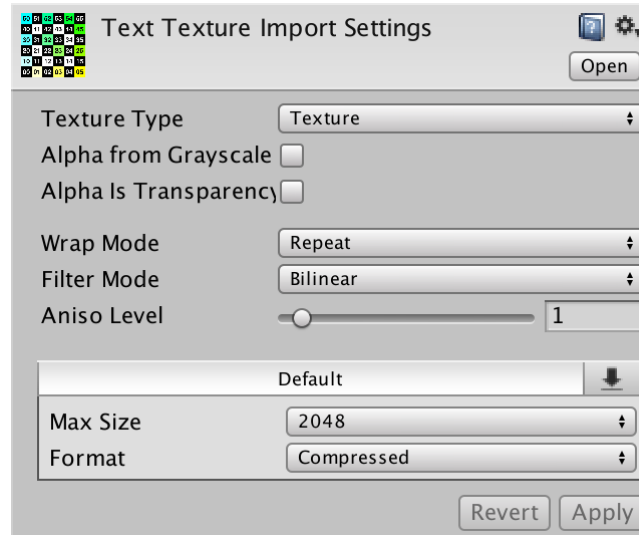 Text Texture Import Settings
Open
Texture Type Texture
Alpha from Grayscale
Alpha Is Transparency
Wrap Mode Repeat
Filter Mode Bilinear
Aniso Level 1
Default
Max Size 2048
Format Compressed
Revert Apply